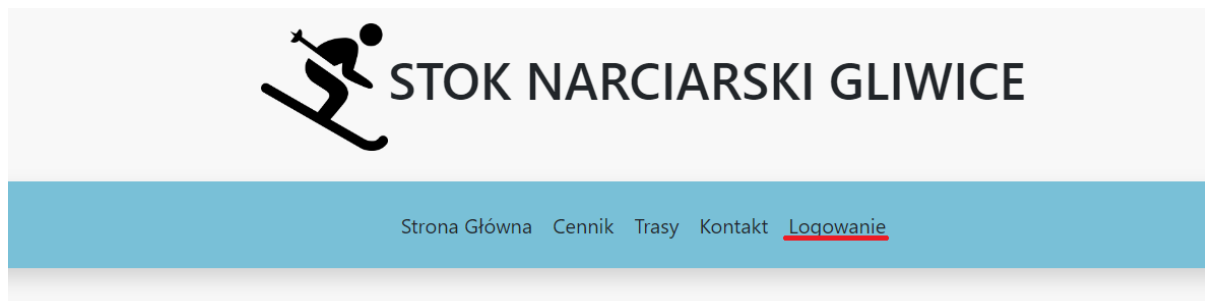 STOK NARCIARSKI GLIWICE
Strona Główna Cennik Trasy Kontakt Logowanie